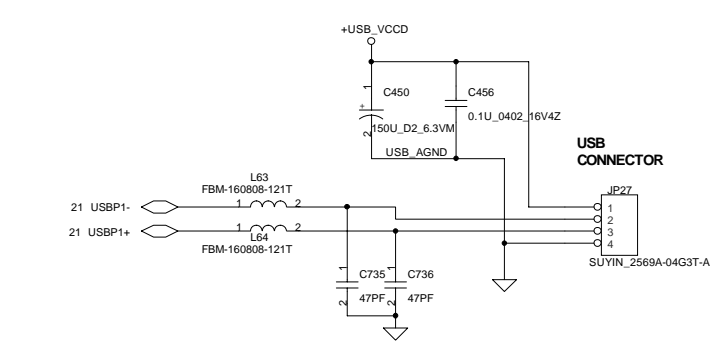 +USB_VCCD
1
C450
C456
+
150U_D2_6.3VM
0.1U_0402_16V4Z
2
USB_AGND
USB
CONNECTOR
L63
FBM-160808-121T
JP27
21 USBP1- 1 2
1
2
21 USBP1+ 1 2
3
L64
4
FBM-160808-121T
SUYIN_2569A-04G3T-A
1 1
C735 C736
47PF 47PF
2 2